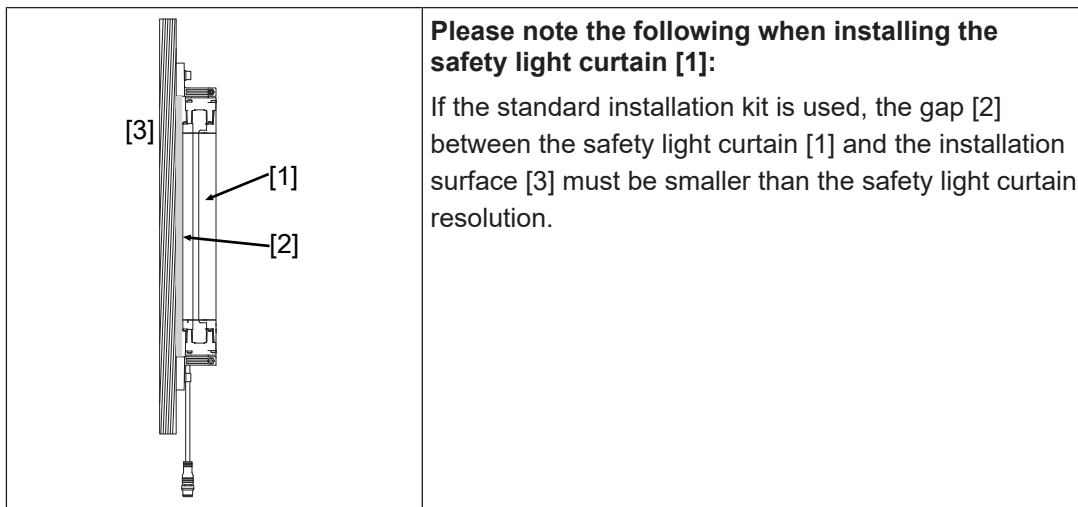 [3]
[1]
[2]
Please note the following when installing the
safety light curtain [1]:
If the standard installation kit is used, the gap [2]
between the safety light curtain [1] and the installation
surface [3] must be smaller than the safety light curtain
resolution.